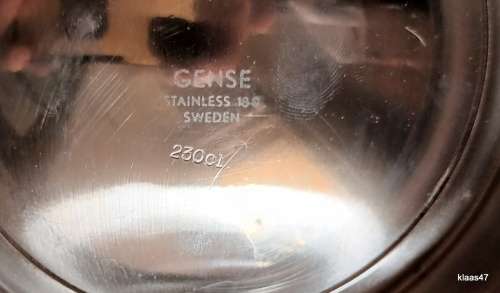 GENSE
STAINLESS 18-8
SWEDEN
230CL
klaas47